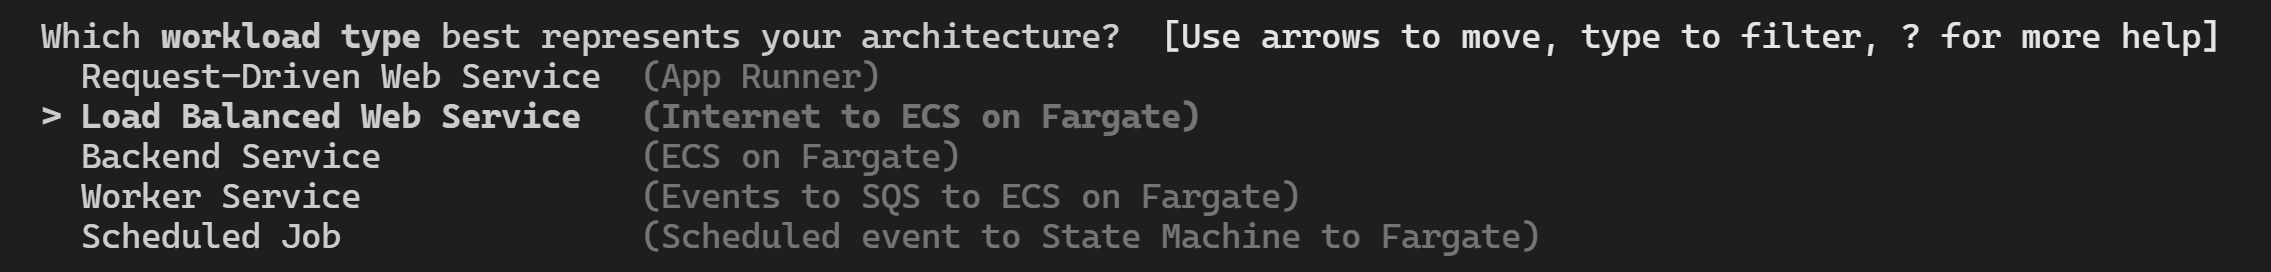 Which workload type best represents your architecture?  [Use arrows to move, type to filter, ? for more help]
  Request-Driven Web Service  (App Runner)
> Load Balanced Web Service   (Internet to ECS on Fargate)
  Backend Service             (ECS on Fargate)
  Worker Service              (Events to SQS to ECS on Fargate)
  Scheduled Job               (Scheduled event to State Machine to Fargate)